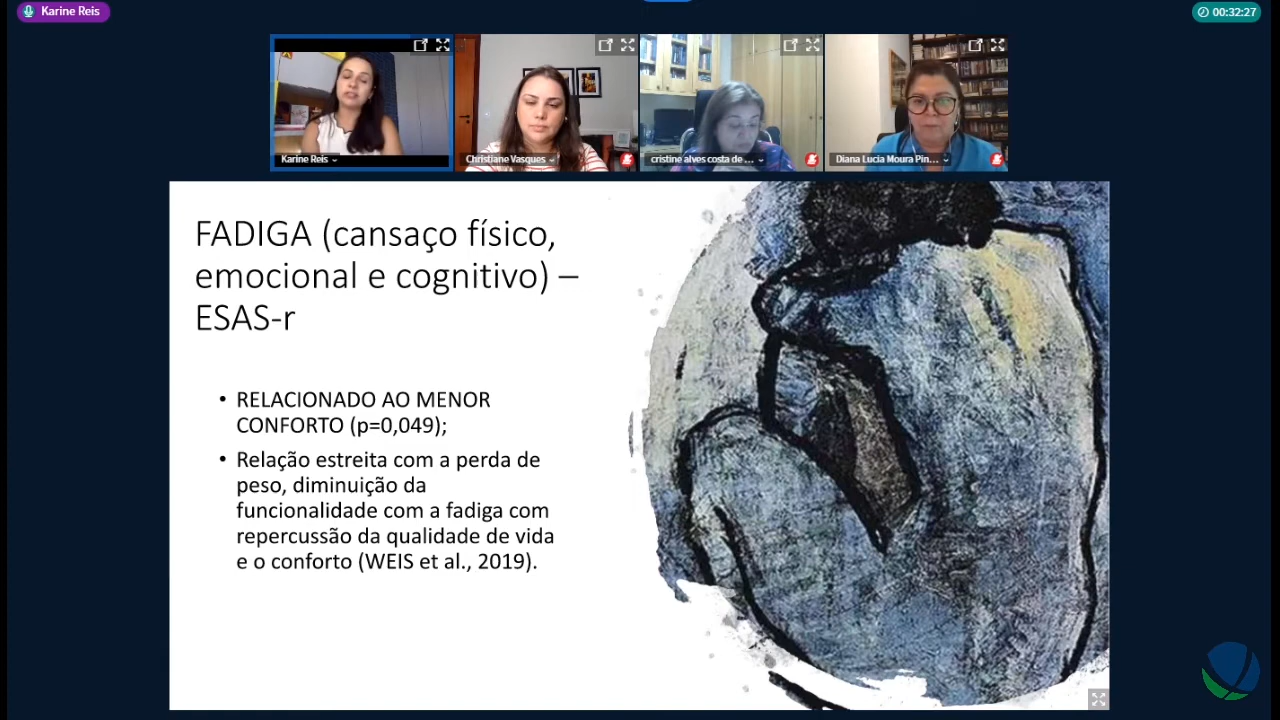 Karine Reis
00:32:27
Karine Reis
Christiane Vasques
cristine alves costa de ...
Diana Lucia Moura Pin...
FADIGA (cansaço físico,
emocional e cognitivo) –
ESAS-r
• RELACIONADO AO MENOR
CONFORTO (p=0,049);
• Relação estreita com a perda de
peso, diminuição da
funcionalidade com a fadiga com
repercussão da qualidade de vida
e o conforto (WEIS et al., 2019).